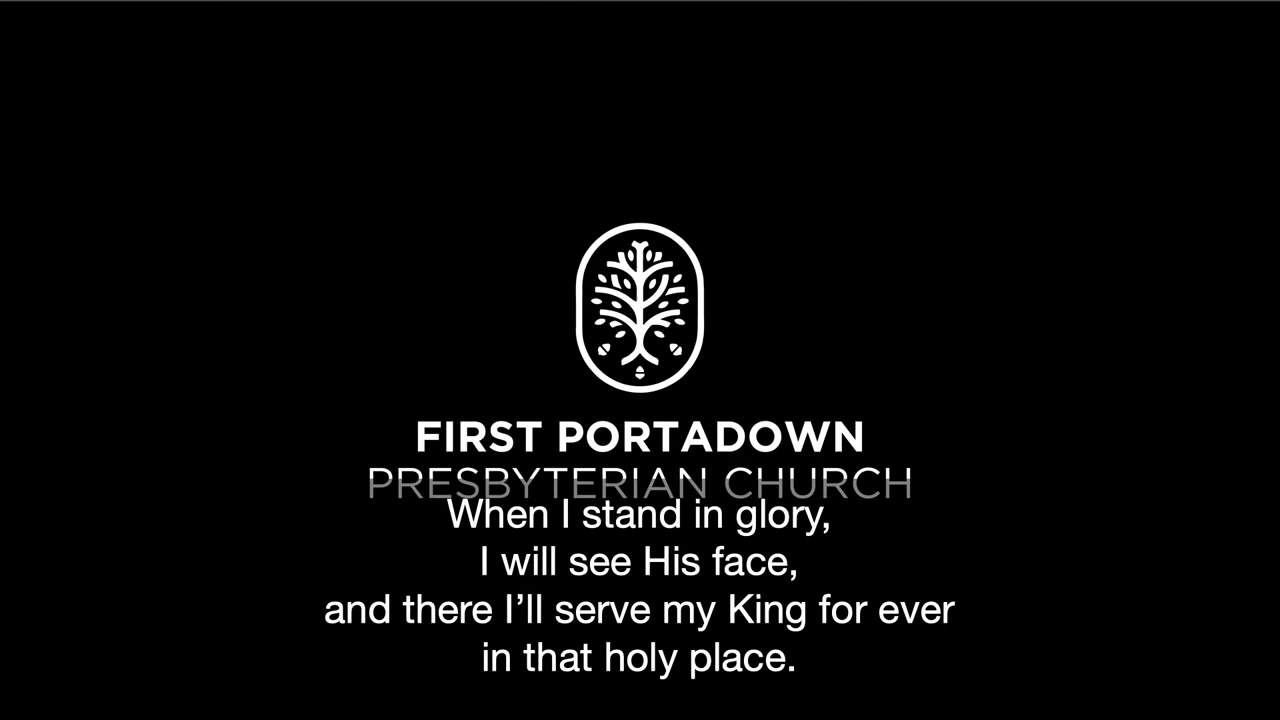 FIRST PORTADOWN
PRESBYTERIAN CHURCH
When I stand in glory,
I will see His face,
and there I’ll serve my King for ever
in that holy place.